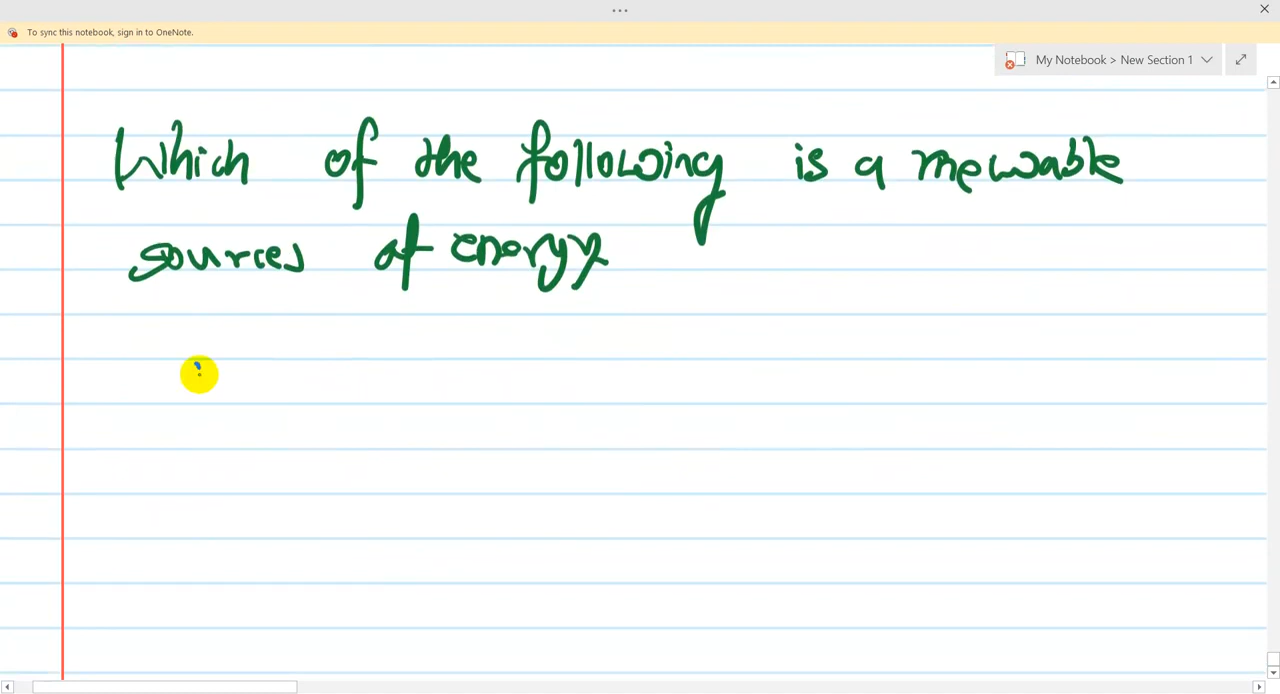 To sync this notebook, sign in to OneNote.
My Notebook > New Section 1
Which of the following is a renewable
sources of energy